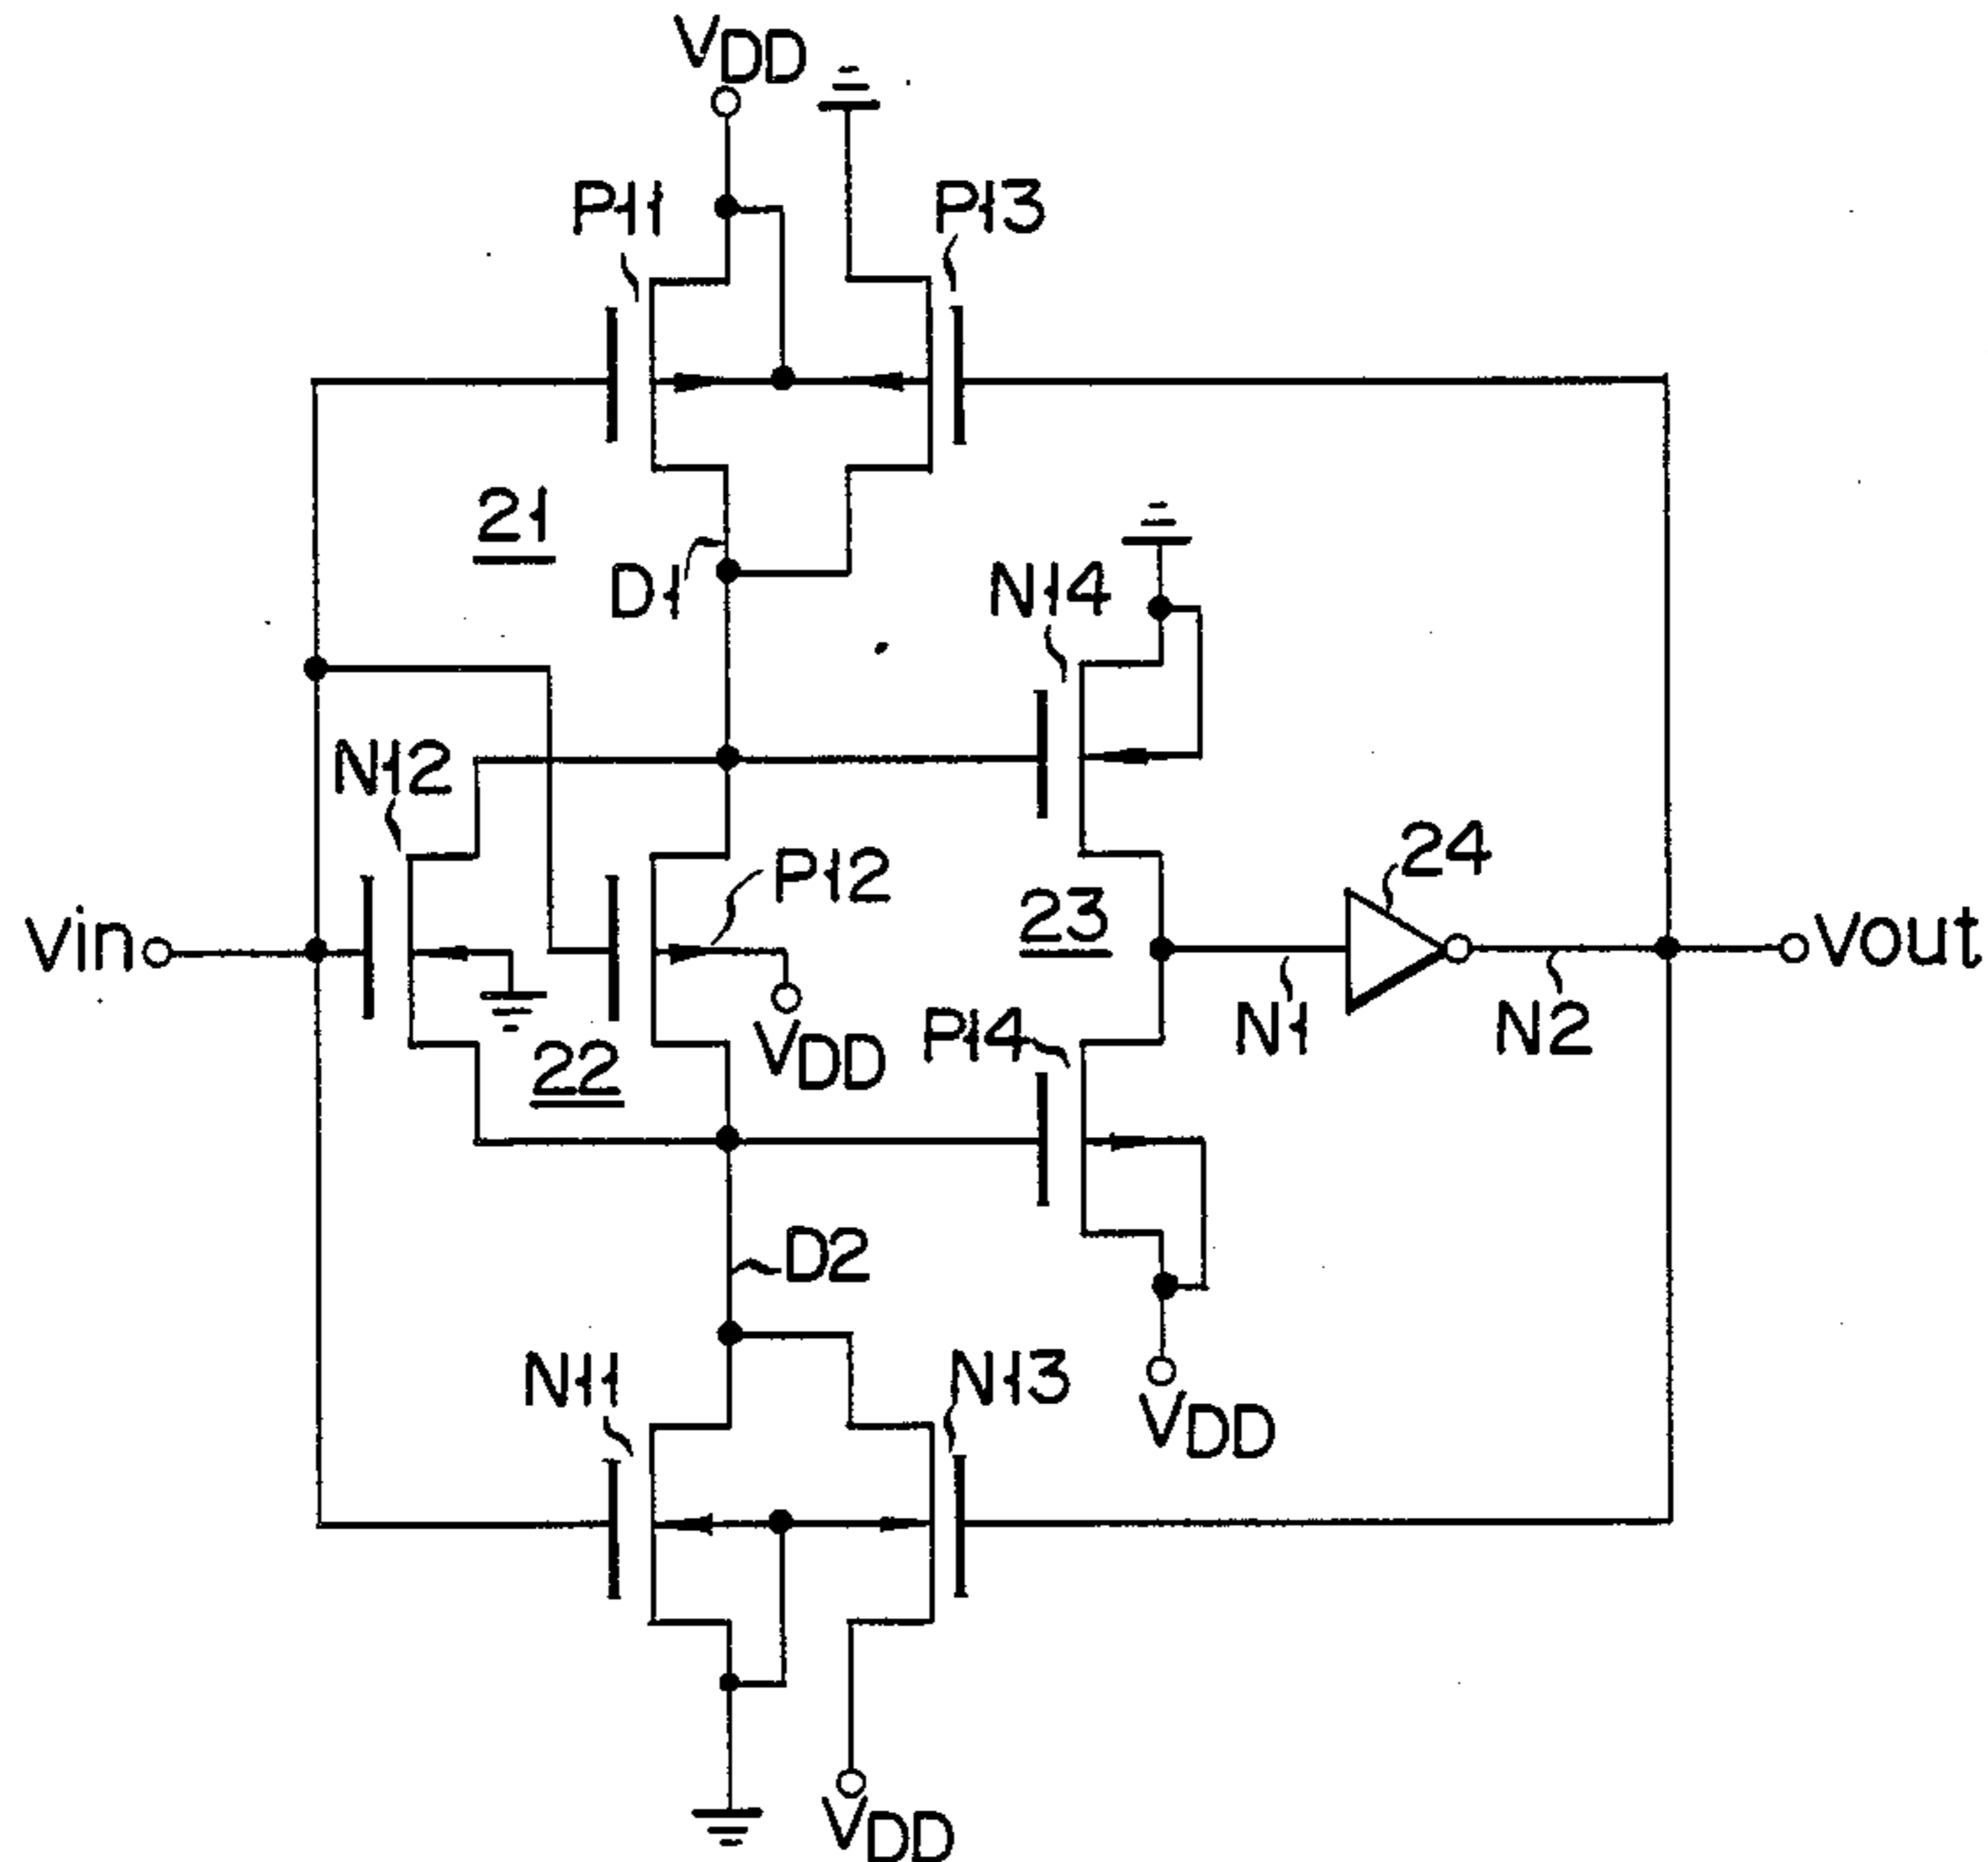 VDD
P11
P13
21
D1
N14
N12
P12
24
23
Vin
Vout
N1
N2
P14
VDD
22
D2
N11
N13
VDD
VDD